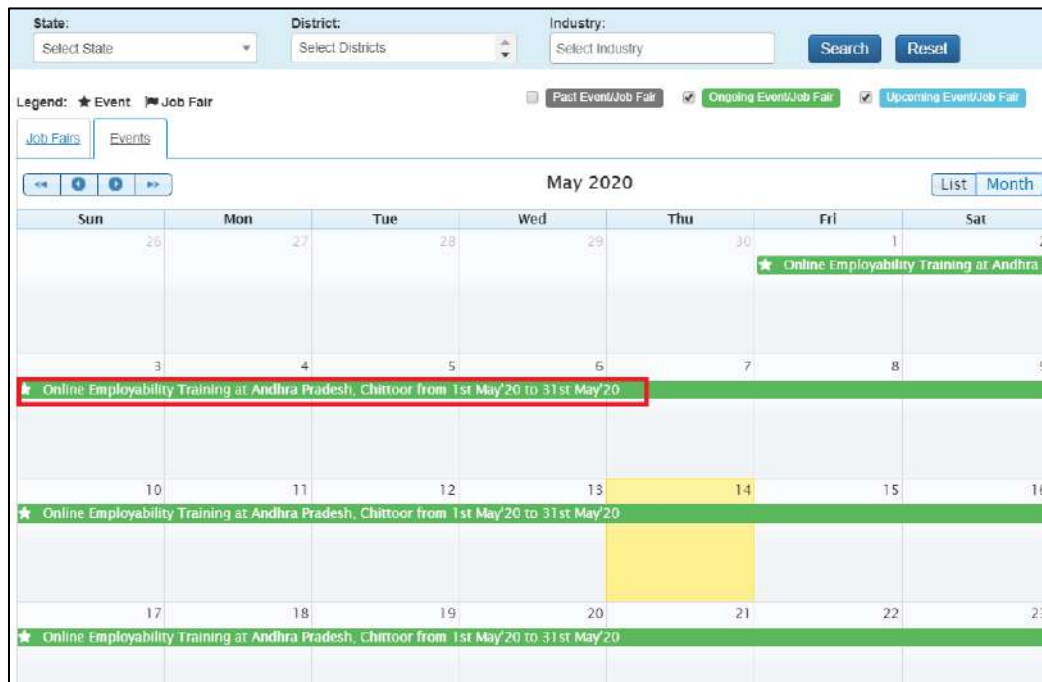 State: District: Industry:
Select State Select Districts Select Industry Search Reset
Legend: Event Job Fair Past Event/Job Fair Ongoing Event/Job Fair Upcoming Event/Job Fair
Job Fairs Events
May 2020 List Month
Sun Mon Tue Wed Thu Fri Sat
26 27 28 29 30 1 2
Online Employability Training at Andhra
3 4 5 6 7 8 9
Online Employability Training at Andhra Pradesh, Chittoor from 1st May'20 to 31st May'20
10 11 12 13 14 15 16
Online Employability Training at Andhra Pradesh, Chittoor from 1st May'20 to 31st May'20
17 18 19 20 21 22 23
Online Employability Training at Andhra Pradesh, Chittoor from 1st May'20 to 31st May'20